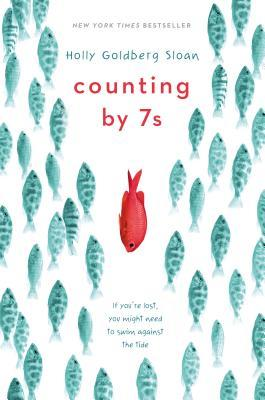 NEW YORK TIMES BESTSELLER
Holly Goldberg Sloan
counting
by 7s
If you're lost,
you might need
to swim against
the tide